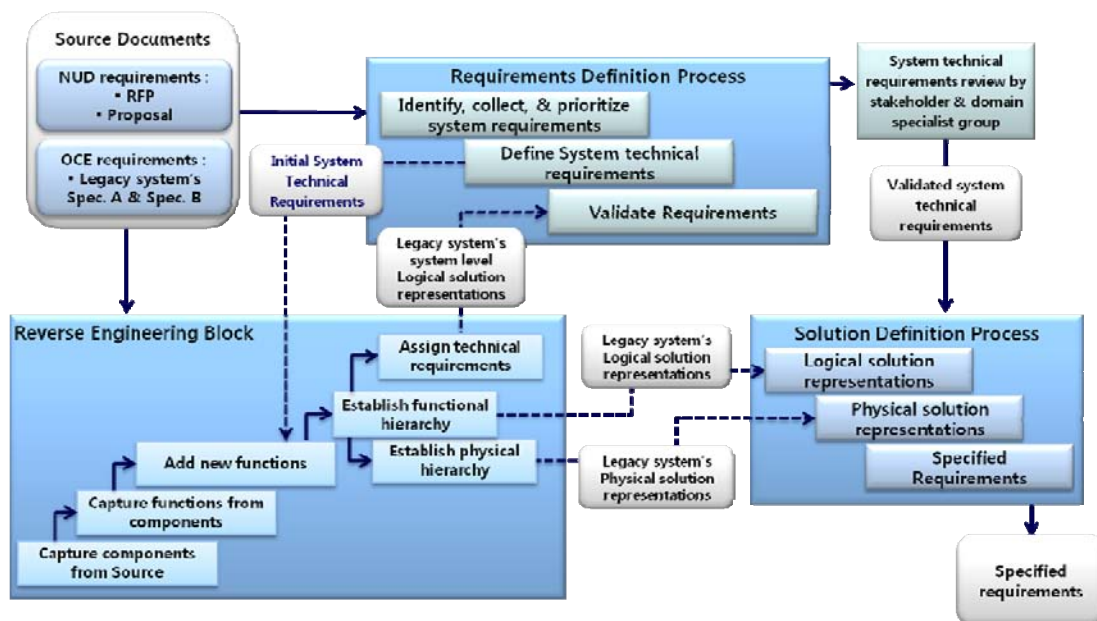 Source Documents
NUD requirements :
• RFP
• Proposal
OCE requirements :
• Legacy system's
Spec. A & Spec. B
Requirements Definition Process
Identify, collect, & prioritize
system requirements
Define System technical
requirements
Validate Requirements
System technical
requirements review by
stakeholder & domain
specialist group
Initial System
Technical
Requirements
Validated system
technical
requirements
Legacy system's
system level
Logical solution
representations
Reverse Engineering Block
Assign technical
requirements
Establish functional
hierarchy
Establish physical
hierarchy
Add new functions
Capture functions from
components
Capture components
from Source
Legacy system's
Logical solution
representations
Legacy system's
Physical solution
representations
Solution Definition Process
Logical solution
representations
Physical solution
representations
Specified
Requirements
Specified
requirements